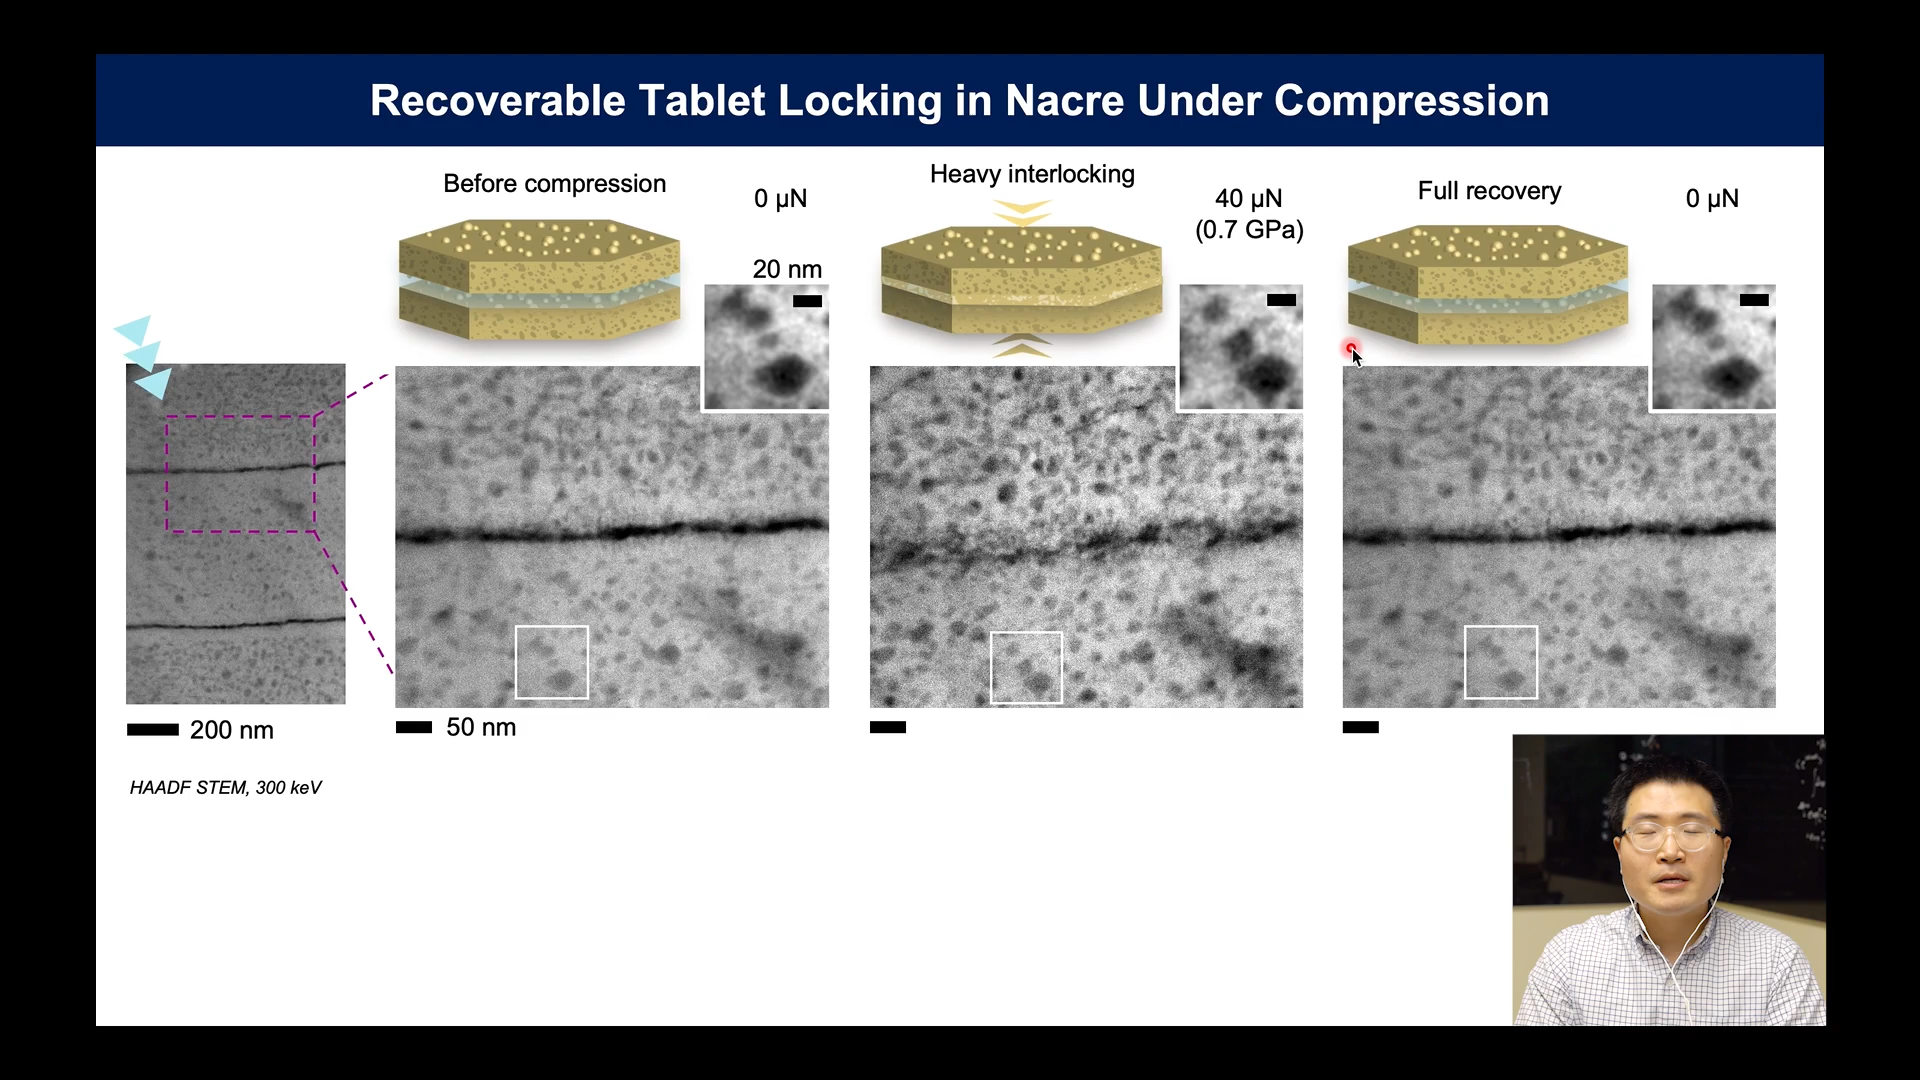 Recoverable Tablet Locking in Nacre Under Compression
Before compression
0 µN
20 nm
Heavy interlocking
40 µN
(0.7 GPa)
Full recovery
0 µN
200 nm
50 nm
HAADF STEM, 300 keV